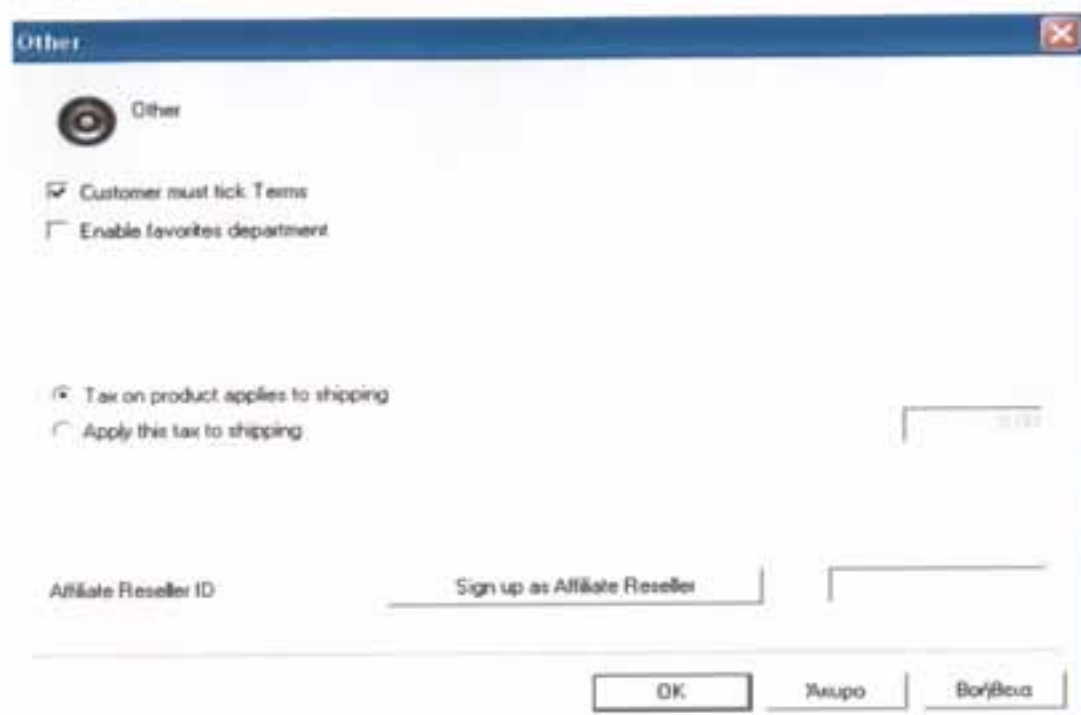 Other
Other
Customer must tick Terms
Enable favorites department
Tax on product applies to shipping
Apply this tax to shipping
Affiliate Reseller ID
Sign up as Affiliate Reseller
OK
Άκυρο
Βοήθεια